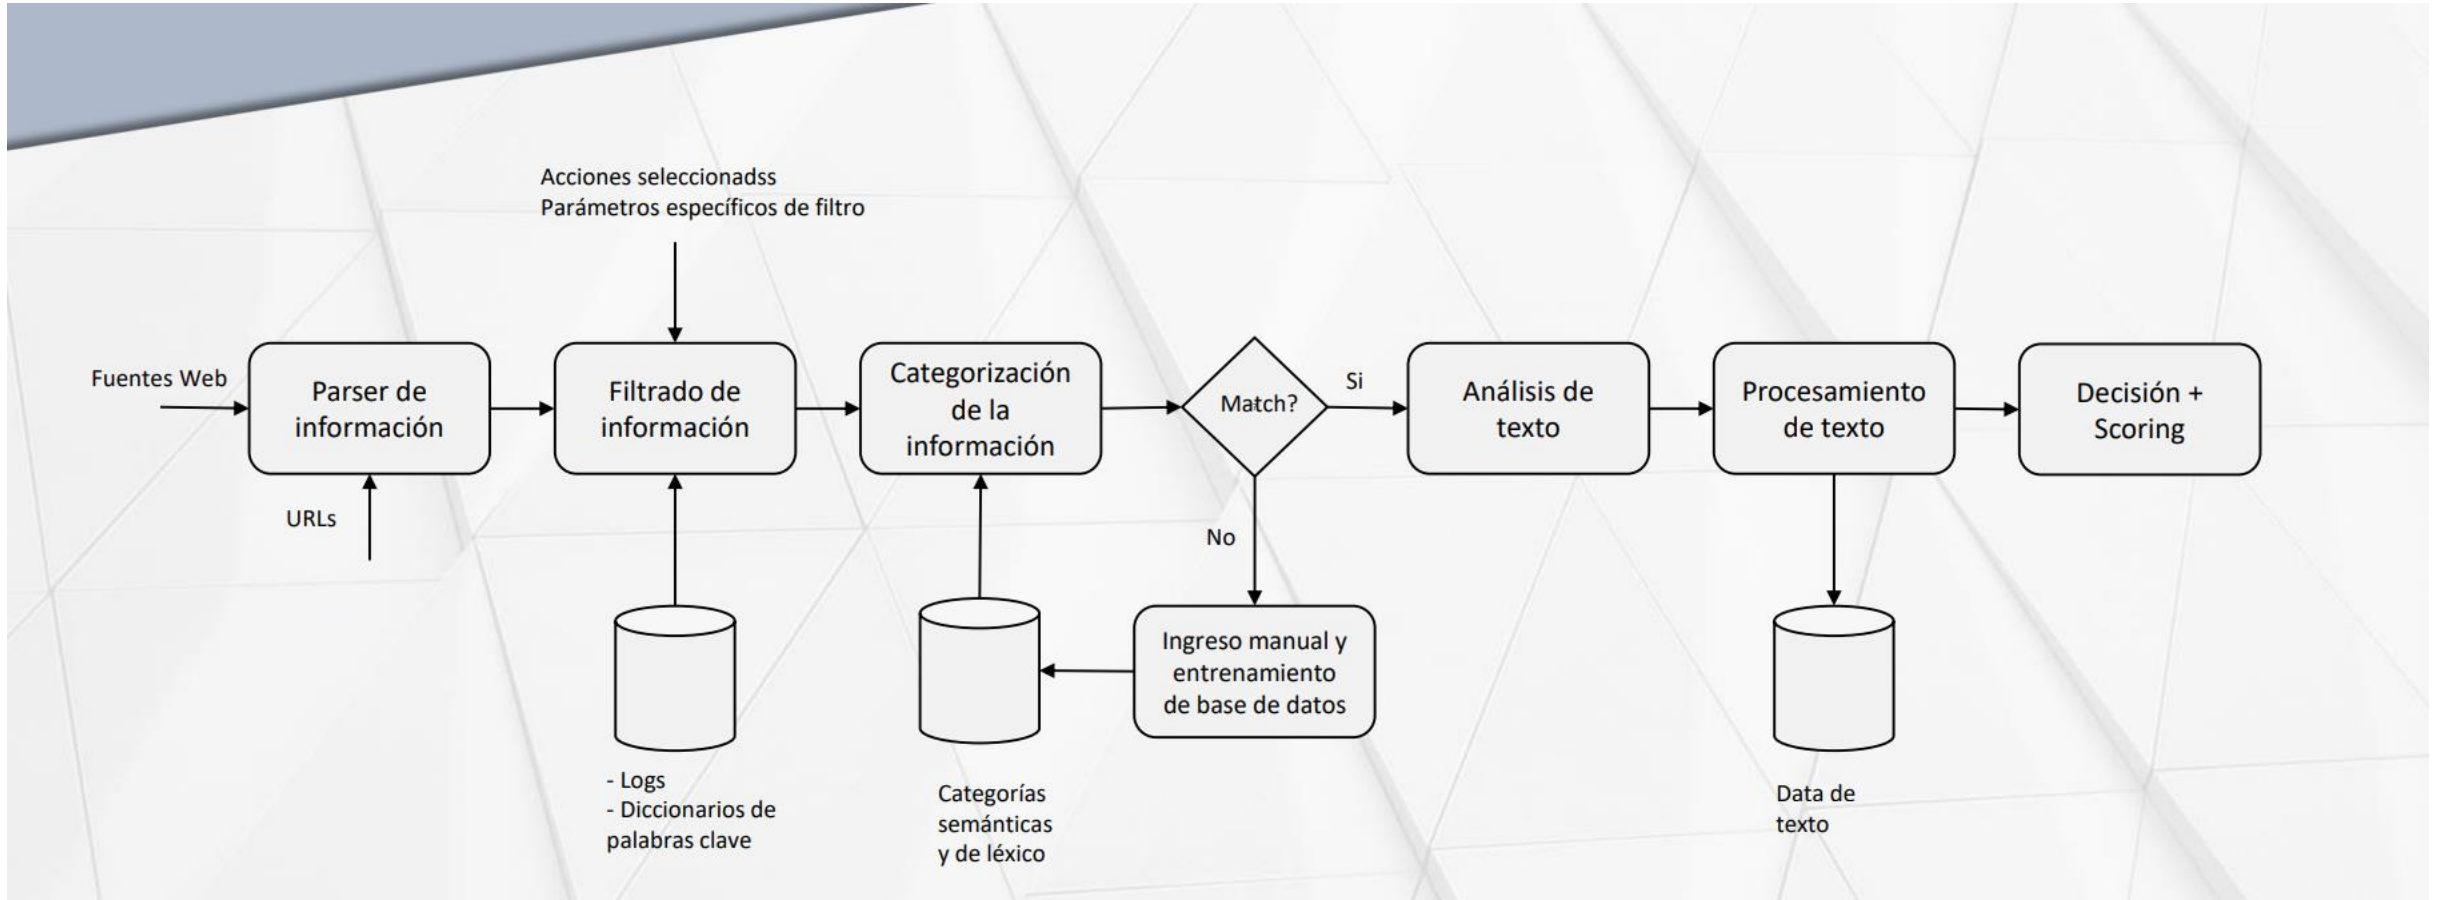 Acciones seleccionadss
Parámetros específicos de filtro
Fuentes Web
Parser de
información
URLs
Filtrado de
información
- Logs
- Diccionarios de
palabras clave
Categorización
de la
información
Categorías
semánticas
y de léxico
Match?
Si
No
Ingreso manual y
entrenamiento
de base de datos
Análisis de
texto
Procesamiento
de texto
Data de
texto
Decisión +
Scoring